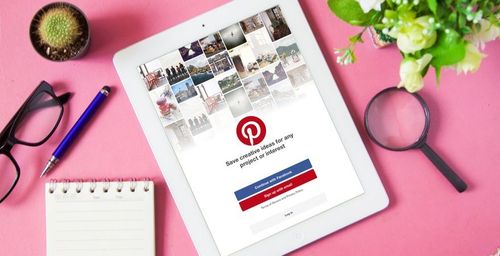 Save creative ideas for any
project or interest
Continue with Facebook
Sign up with email
Terms of Service and Privacy Policy
Log in